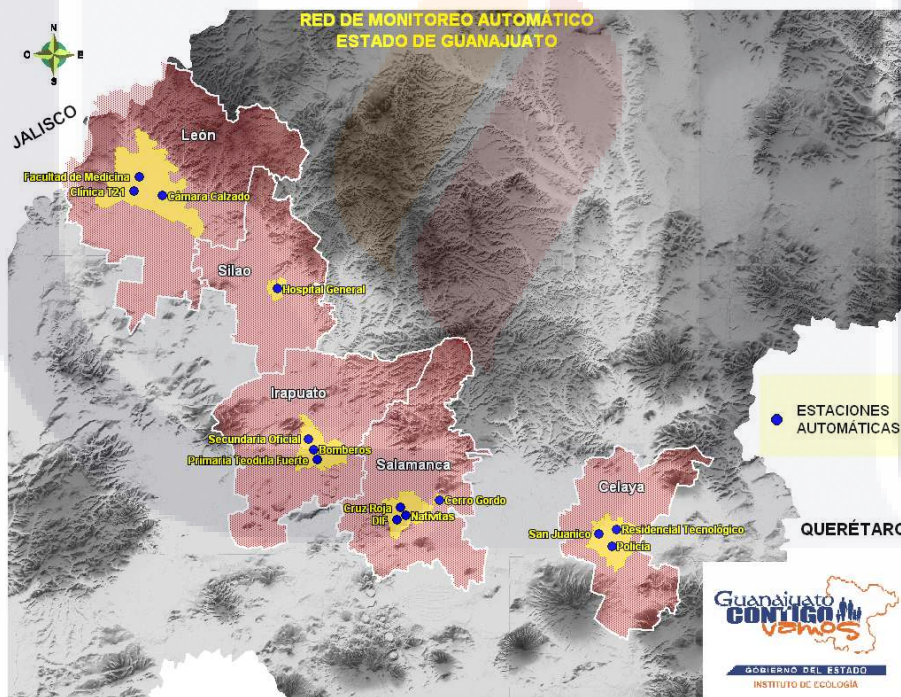 RED DE MONITOREO AUTOMÁTICO
ESTADO DE GUANAJUATO
N
O
E
S
JALISCO
León
Facultad de Medicina
Clínica T21
Cámara Calzado
Silao
Hospital General
Irapuato
Secundaria Oficial
Bomberos
Primaria Teodula Fuerte
Salamanca
Cerro Gordo
Cruz Roja
Nativitas
DIF
Celaya
Residencial Tecnológico
San Juanico
Policía
ESTACIONES
AUTOMÁTICAS
QUERÉTARO
Guanajuato
CONTIGO
vamos
GOBIERNO DEL ESTADO
INSTITUTO DE ECOLOGÍA